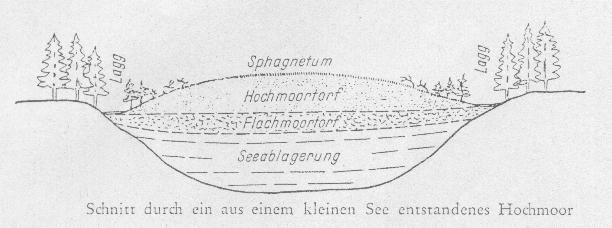 Lagg
Sphagnetum
Lagg
Hochmoortorf
Flachmoortorf
Seeablagerung
Schnitt durch ein aus einem kleinen See entstandenes Hochmoor